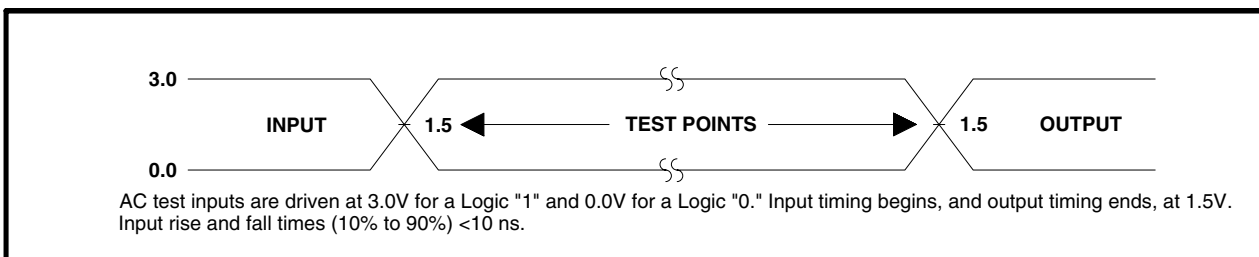 3.0
INPUT 1.5 TEST POINTS 1.5 OUTPUT
0.0
AC test inputs are driven at 3.0V for a Logic "1" and 0.0V for a Logic "0." Input timing begins, and output timing ends, at 1.5V.
Input rise and fall times (10% to 90%) <10 ns.